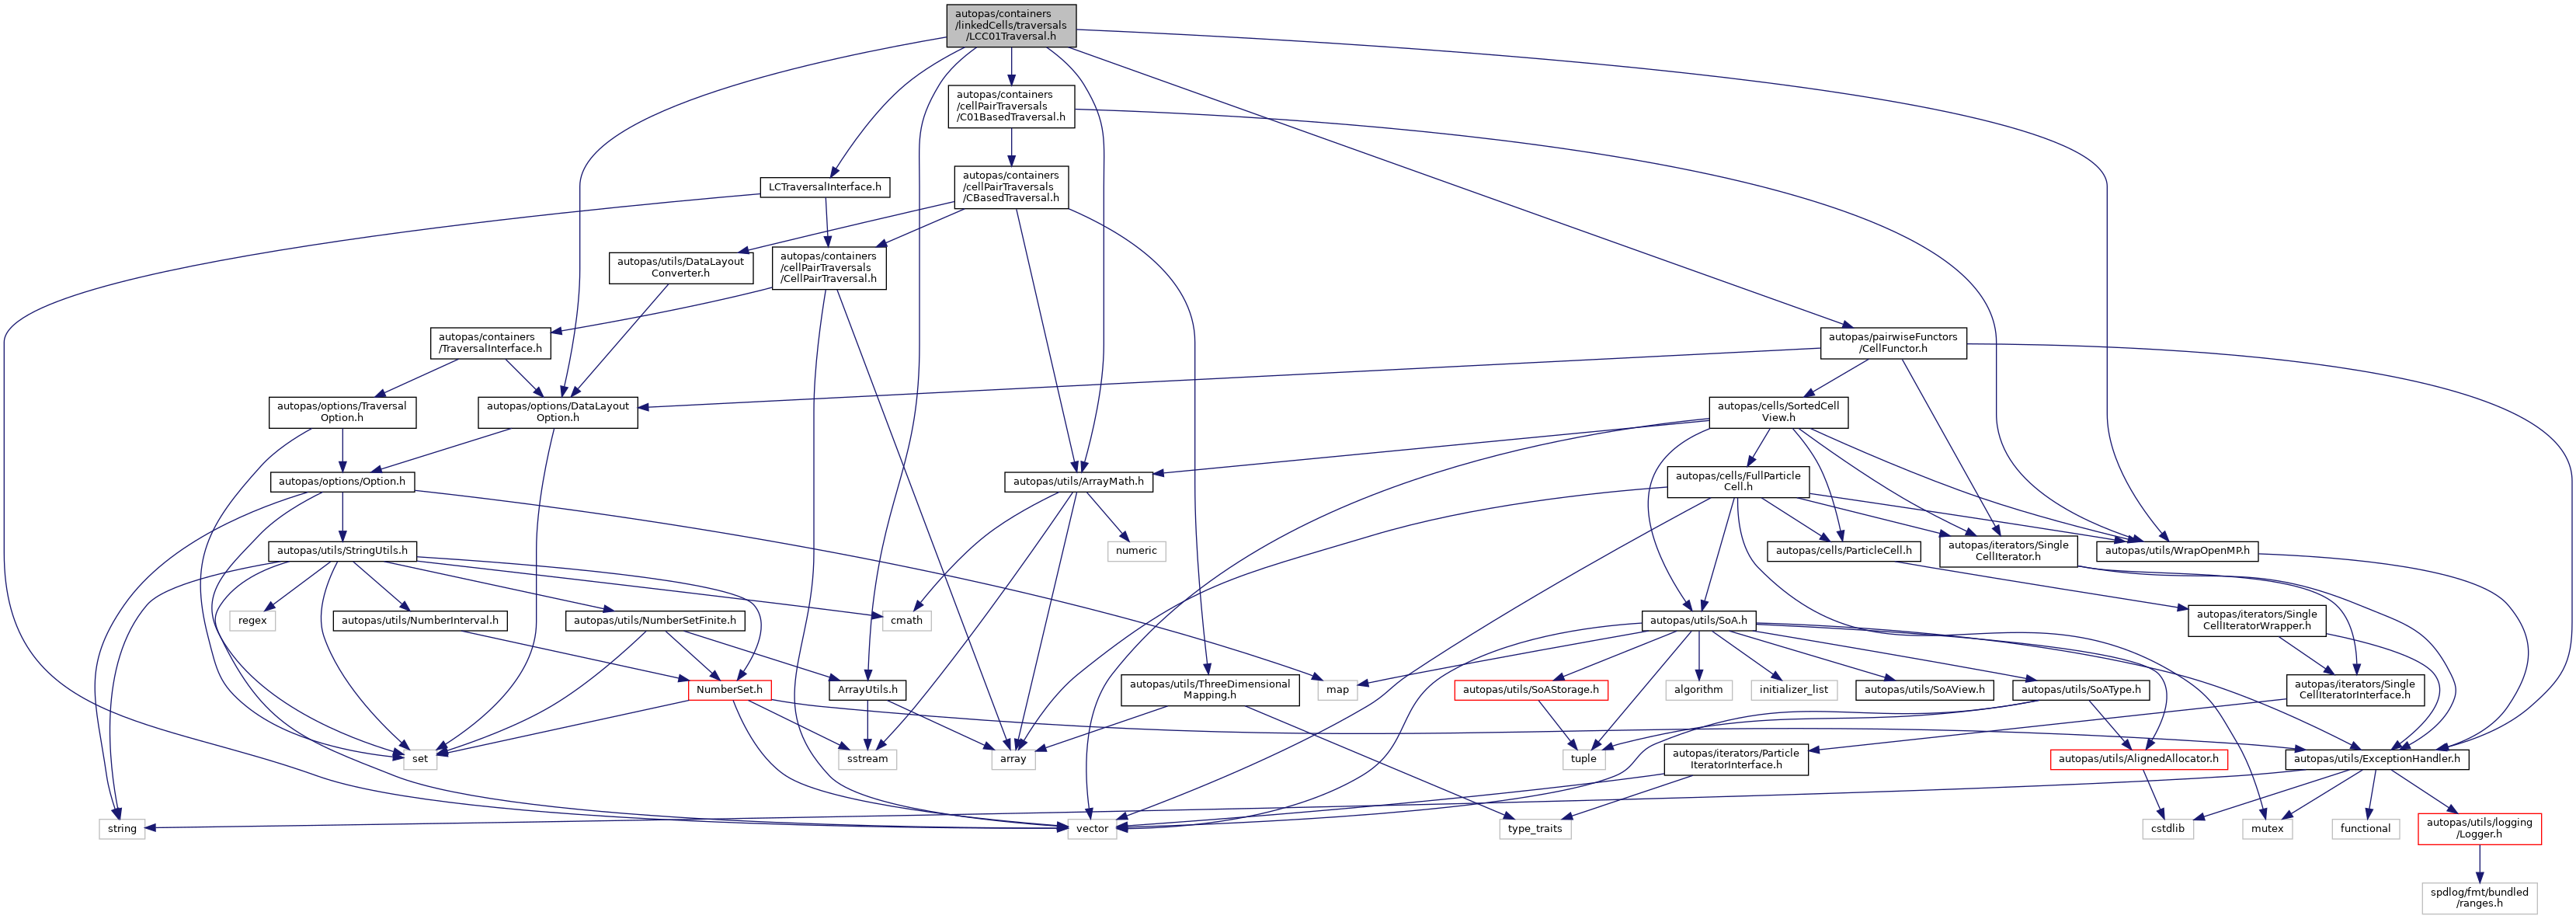 autopas/containers
/linkedCells/traversals
/LCC01Traversal.h
autopas/containers
/cellPairTraversals
/C01BasedTraversal.h
LCTraversalInterface.h
autopas/containers
/cellPairTraversals
/CBasedTraversal.h
autopas/utils/DataLayout
Converter.h
autopas/containers
/cellPairTraversals
/CellPairTraversal.h
autopas/containers
/TraversalInterface.h
autopas/pairwiseFunctors
/CellFunctor.h
autopas/options/Traversal
Option.h
autopas/options/DataLayout
Option.h
autopas/cells/SortedCell
View.h
autopas/options/Option.h
autopas/utils/ArrayMath.h
autopas/cells/FullParticle
Cell.h
autopas/utils/StringUtils.h
numeric
autopas/cells/ParticleCell.h
autopas/iterators/Single
CellIterator.h
autopas/utils/WrapOpenMP.h
regex
autopas/utils/NumberInterval.h
autopas/utils/NumberSetFinite.h
cmath
autopas/utils/SoA.h
autopas/iterators/Single
CellIteratorWrapper.h
NumberSet.h
ArrayUtils.h
autopas/utils/ThreeDimensional
Mapping.h
map
autopas/utils/SoAStorage.h
algorithm
initializer_list
autopas/utils/SoAView.h
autopas/utils/SoAType.h
autopas/iterators/Single
CellIteratorInterface.h
set
sstream
array
tuple
autopas/iterators/Particle
IteratorInterface.h
autopas/utils/AlignedAllocator.h
autopas/utils/ExceptionHandler.h
string
vector
type_traits
cstdlib
mutex
functional
autopas/utils/logging
/Logger.h
spdlog/fmt/bundled
/ranges.h